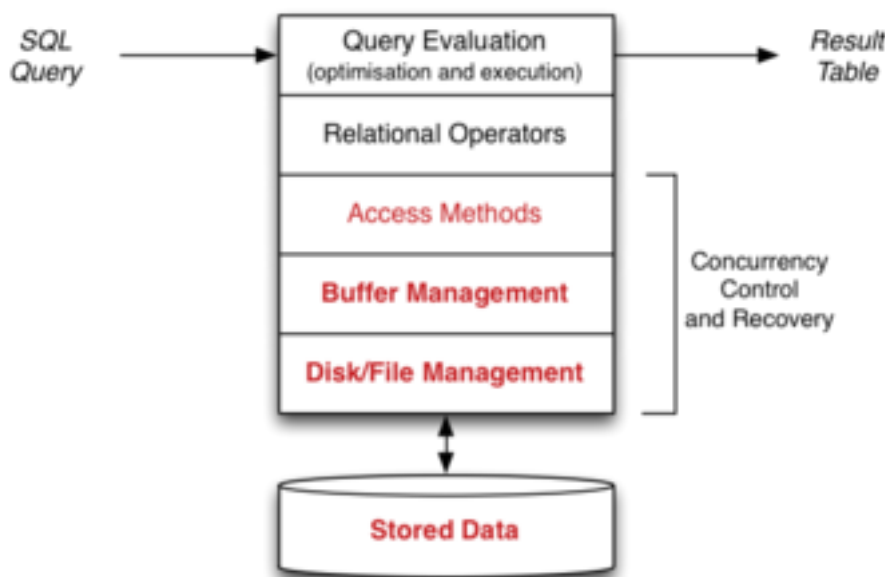 SQL
Query
Query Evaluation
(optimisation and execution)
Result
Table
Relational Operators
Access Methods
Buffer Management
Disk/File Management
Concurrency
Control
and Recovery
Stored Data